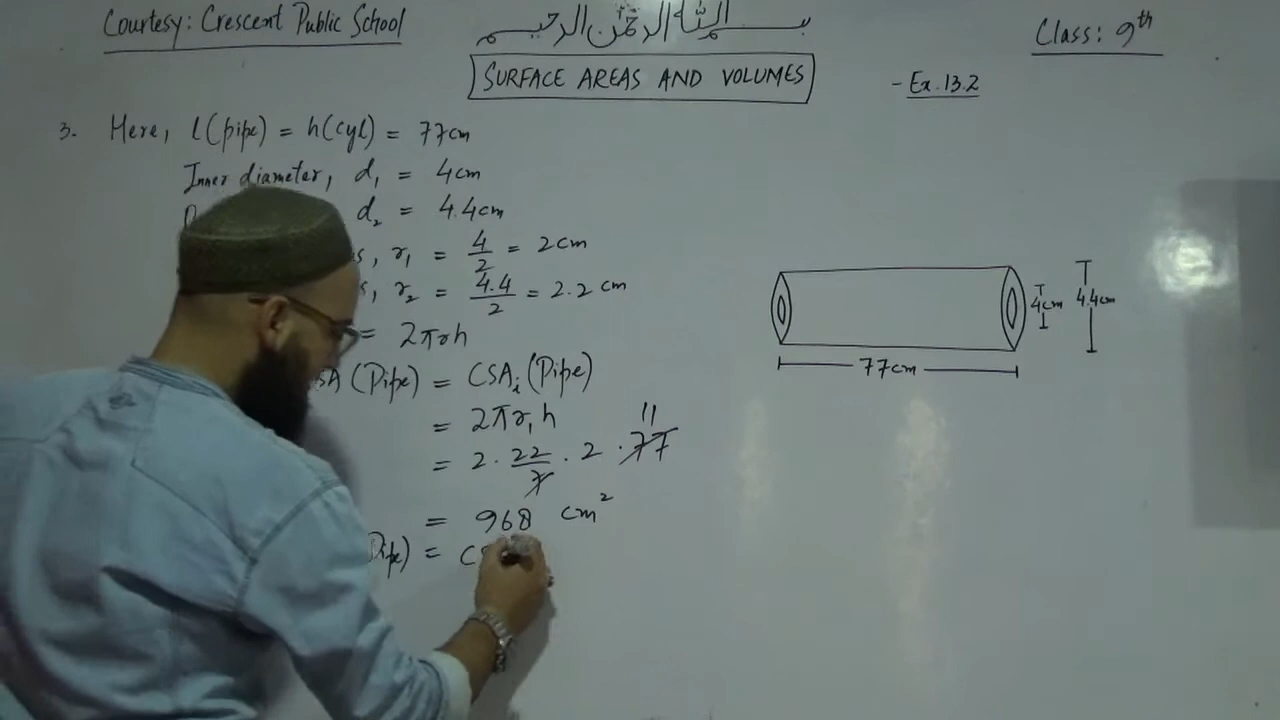 Courtesy: Crescent Public School
بسم الله الرحمن الرحيم
Class: 9th
SURFACE AREAS AND VOLUMES
- Ex. 13.2
3. Here, l(pipe) = h(cyl) = 77cm
Inner diameter, d₁ = 4cm
d₂ = 4.4cm
s, r₁ = 4/2 = 2cm
s, r₂ = 4.4/2 = 2.2 cm
= 2πrh
SA (Pipe) = CSAᵢ(Pipe)
= 2πr₁h
= 2 · 22/7 · 2 · 77 11
= 968 cm²
Pipe) = CS
4cm
4.4cm
77cm